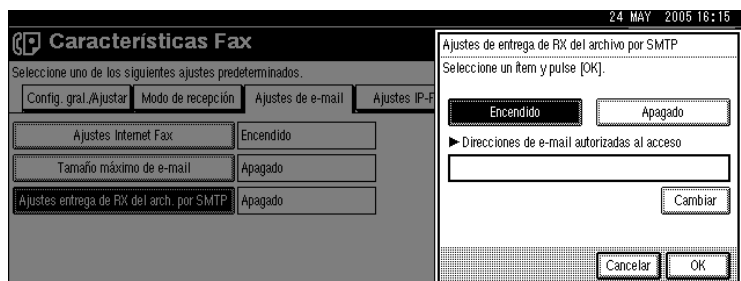 24 MAY 2005 16:15
Características Fax
Seleccione uno de los siguientes ajustes predeterminados.
Config. gral./Ajustar Modo de recepción Ajustes de e-mail Ajustes IP-F
Ajustes Internet Fax Encendido
Tamaño máximo de e-mail Apagado
Ajustes entrega de RX del arch. por SMTP Apagado
Ajustes de entrega de RX del archivo por SMTP
Seleccione un ítem y pulse [OK].
Encendido Apagado
►Direcciones de e-mail autorizadas al acceso
Cambiar
Cancelar OK